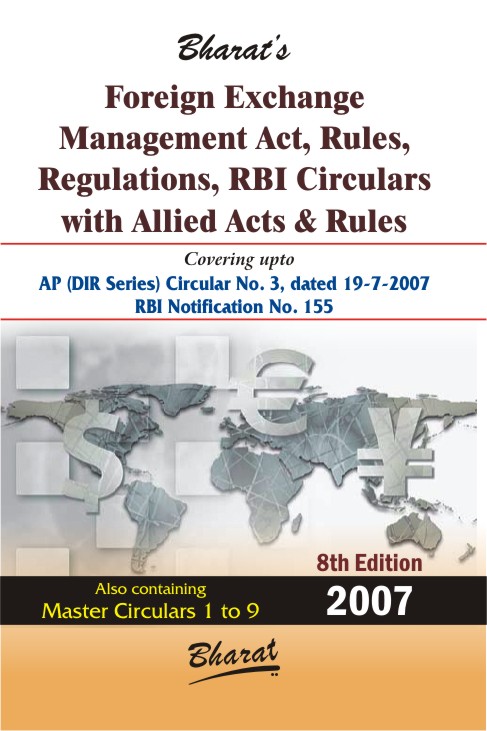 Bharat's
Foreign Exchange
Management Act, Rules,
Regulations, RBI Circulars
with Allied Acts & Rules
Covering upto
AP (DIR Series) Circular No. 3, dated 19-7-2007
RBI Notification No. 155
$
€
¥
8th Edition
Also containing
Master Circulars 1 to 9
2007
Bharat